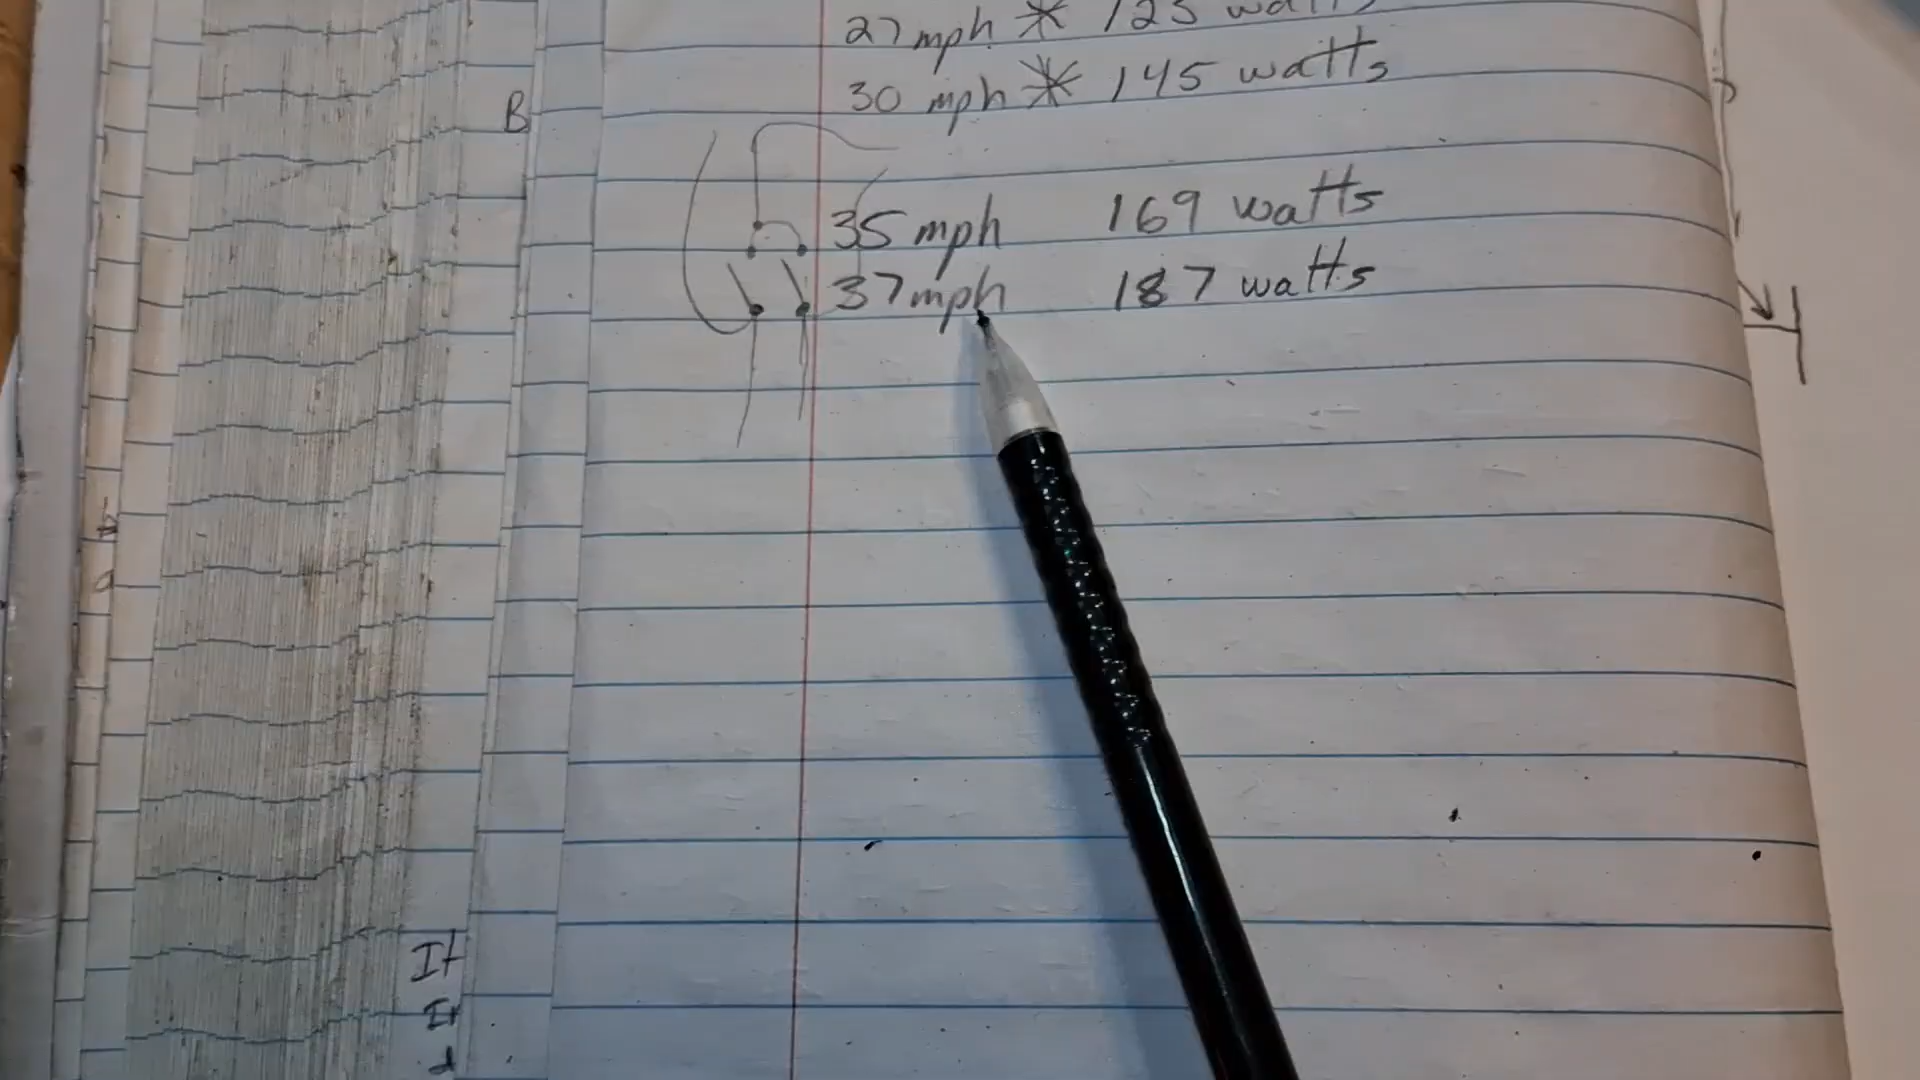 27 mph * 125 watts
30 mph * 145 watts
B
35 mph 169 watts
37 mph 187 watts
It